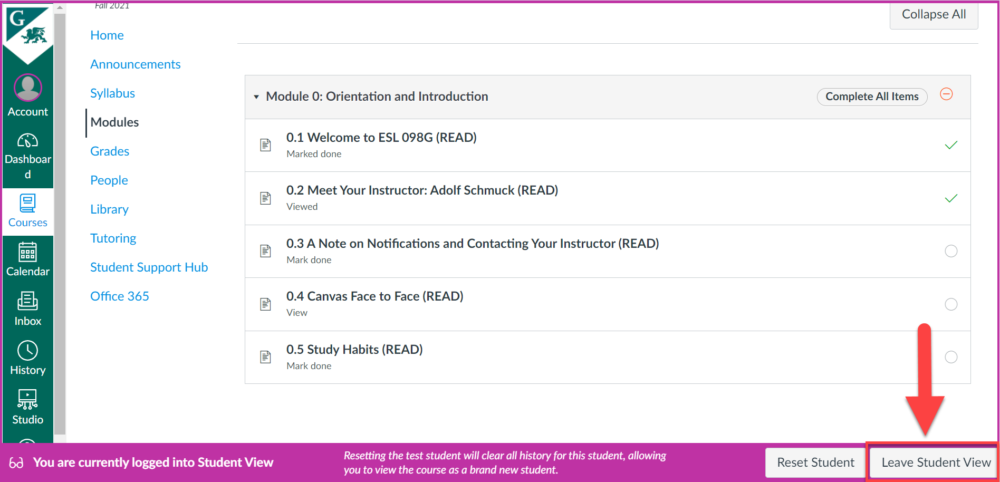 G
Fall 2021
Account
Dashboar
d
Courses
Calendar
Inbox
History
Studio
Home
Announcements
Syllabus
Modules
Grades
People
Library
Tutoring
Student Support Hub
Office 365
Collapse All
Module 0: Orientation and Introduction
Complete All Items
0.1 Welcome to ESL 098G (READ)
Marked done
0.2 Meet Your Instructor: Adolf Schmuck (READ)
Viewed
0.3 A Note on Notifications and Contacting Your Instructor (READ)
Mark done
0.4 Canvas Face to Face (READ)
View
0.5 Study Habits (READ)
Mark done
You are currently logged into Student View
Resetting the test student will clear all history for this student, allowing
you to view the course as a brand new student.
Reset Student
Leave Student View